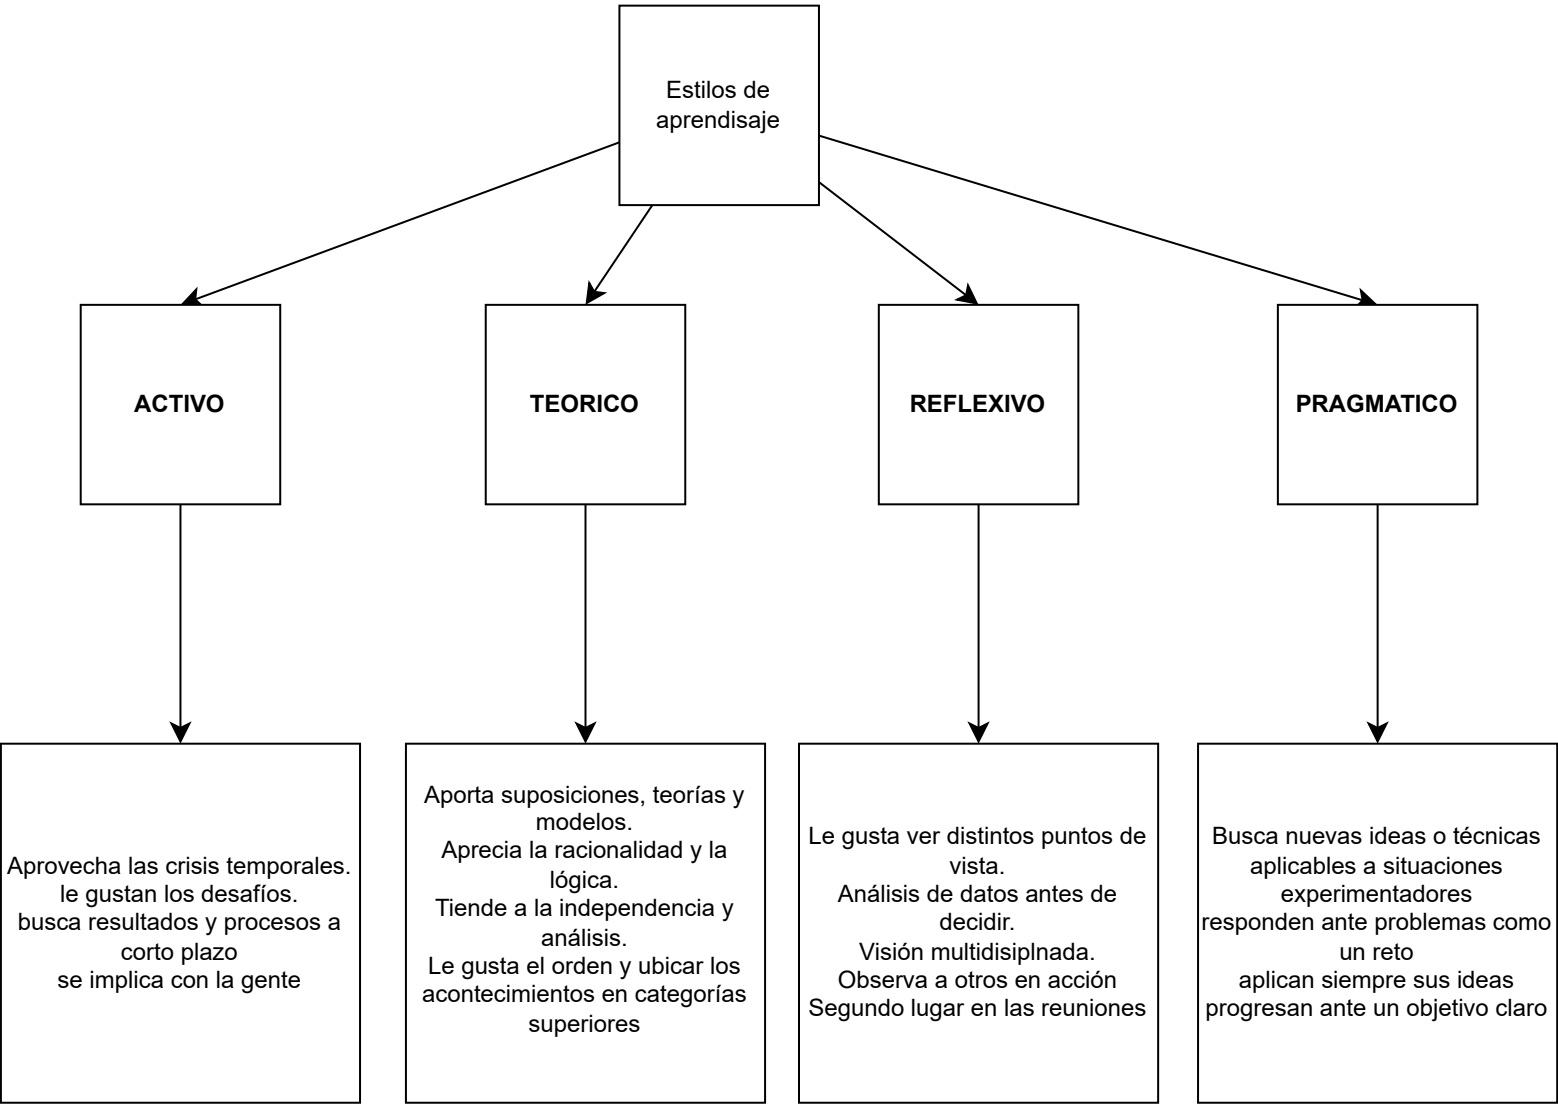 Estilos de
aprendisaje
ACTIVO
TEORICO
REFLEXIVO
PRAGMATICO
Aprovecha las crisis temporales.
le gustan los desafíos.
busca resultados y procesos a
corto plazo
se implica con la gente
Aporta suposiciones, teorías y
modelos.
Aprecia la racionalidad y la
lógica.
Tiende a la independencia y
análisis.
Le gusta el orden y ubicar los
acontecimientos en categorías
superiores
Le gusta ver distintos puntos de
vista.
Análisis de datos antes de
decidir.
Visión multidisiplnada.
Observa a otros en acción
Segundo lugar en las reuniones
Busca nuevas ideas o técnicas
aplicables a situaciones
experimentadores
responden ante problemas como
un reto
aplican siempre sus ideas
progresan ante un objetivo claro